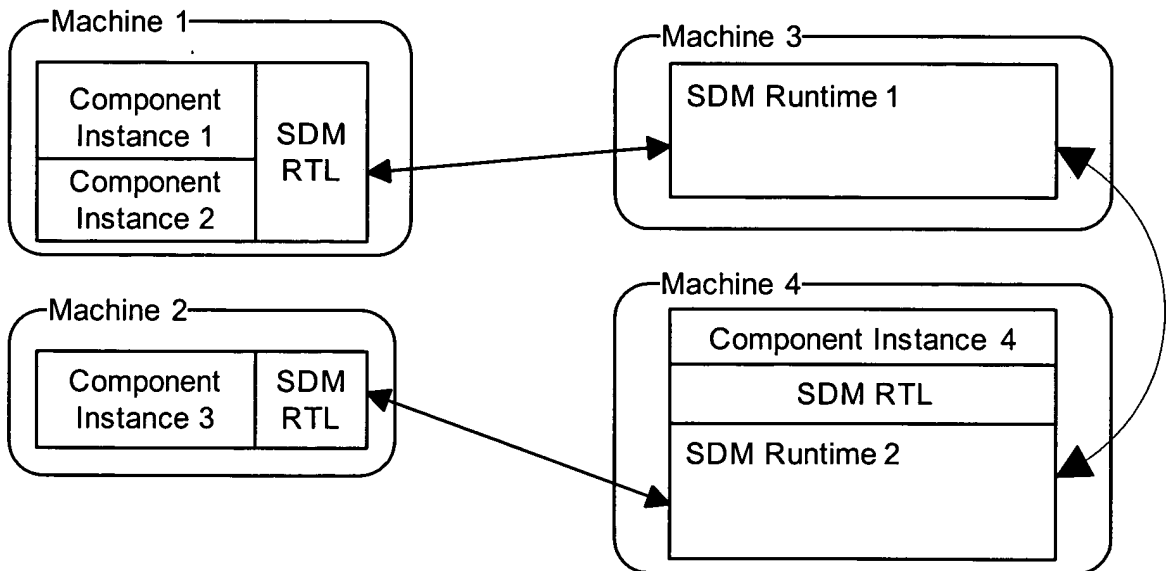 Machine 1
Component
Instance 1
Component
Instance 2
SDM
RTL
Machine 2
Component
Instance 3
SDM
RTL
Machine 3
SDM Runtime 1
Machine 4
Component Instance 4
SDM RTL
SDM Runtime 2